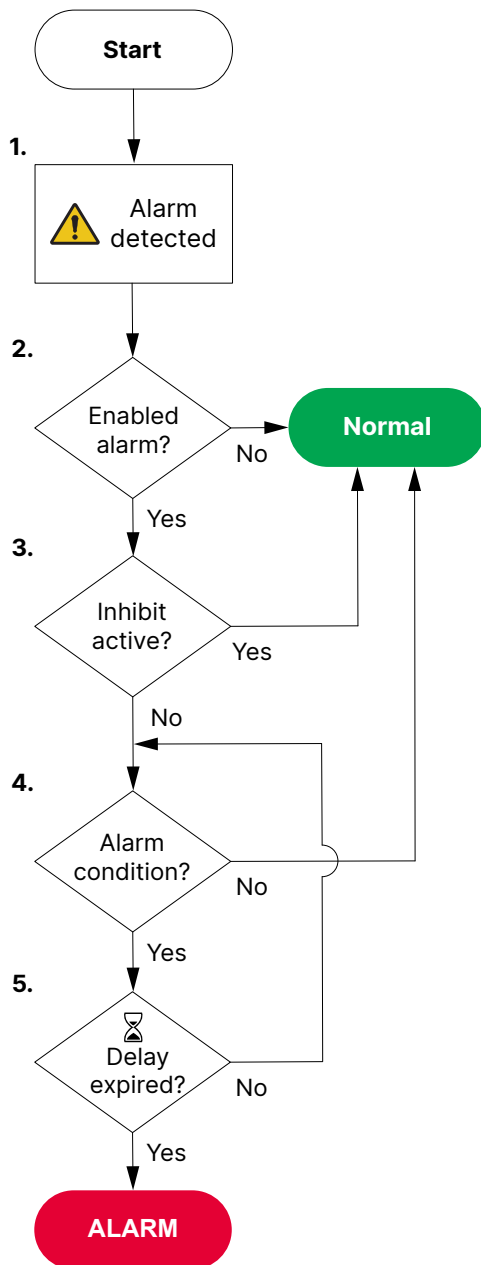 Start
1.
Alarm
detected
2.
Enabled
alarm?
No
Normal
Yes
3.
Inhibit
active?
Yes
No
4.
Alarm
condition?
No
Yes
5.
Delay
expired?
No
Yes
ALARM